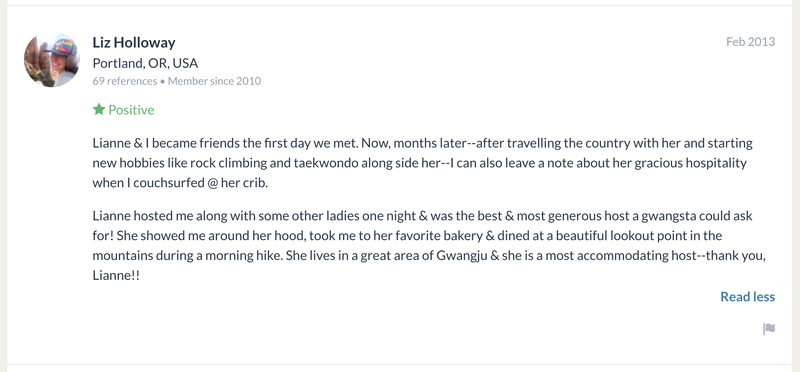 Liz Holloway
Feb 2013
Portland, OR, USA
69 references • Member since 2010
Positive
Lianne & I became friends the first day we met. Now, months later--after travelling the country with her and starting
new hobbies like rock climbing and taekwondo along side her--I can also leave a note about her gracious hospitality
when I couchsurfed @ her crib.
Lianne hosted me along with some other ladies one night & was the best & most generous host a gwangsta could ask
for! She showed me around her hood, took me to her favorite bakery & dined at a beautiful lookout point in the
mountains during a morning hike. She lives in a great area of Gwangju & she is a most accommodating host--thank you,
Lianne!!
Read less